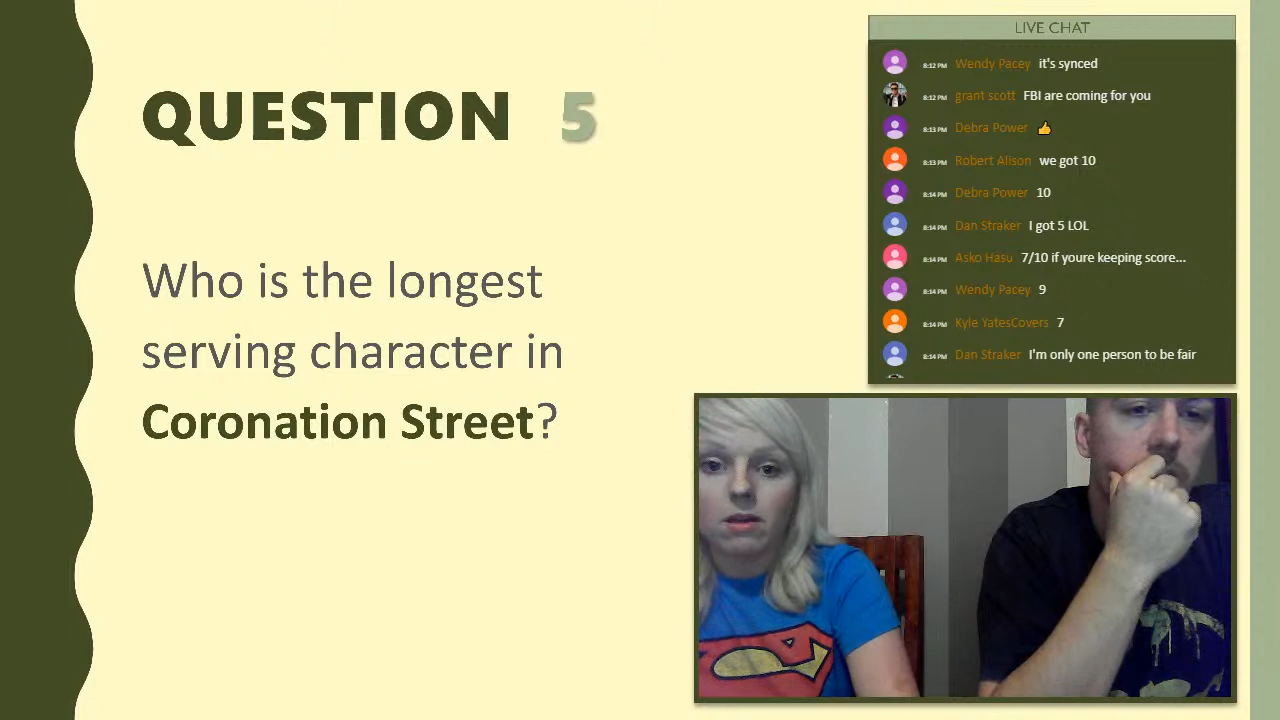 QUESTION 5
Who is the longest
serving character in
Coronation Street?
LIVE CHAT
8:12 PM Wendy Pacey it's synced
8:12 PM grant scott FBI are coming for you
8:13 PM Debra Power 👍
8:13 PM Robert Alison we got 10
8:14 PM Debra Power 10
8:14 PM Dan Straker I got 5 LOL
8:14 PM Asko Hasu 7/10 if youre keeping score...
8:14 PM Wendy Pacey 9
8:14 PM Kyle YatesCovers 7
8:14 PM Dan Straker I'm only one person to be fair